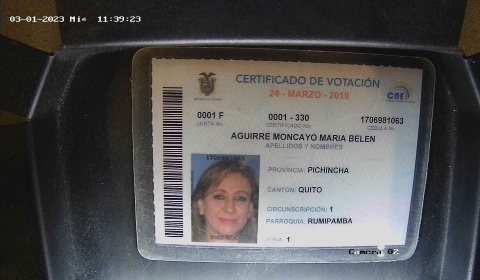 03-01-2023 Mié 11:39:23
CERTIFICADO DE VOTACIÓN
24 - MARZO - 2019
CNE
0001 F
JUNTA No.
0001 - 330
CERTIFICADO No.
1706981063
CÉDULA No.
AGUIRRE MONCAYO MARIA BELEN
APELLIDOS Y NOMBRES
1706981063
PROVINCIA: PICHINCHA
CANTÓN: QUITO
CIRCUNSCRIPCIÓN: 1
PARROQUIA: RUMIPAMBA
ZONA: 1
Camera 02